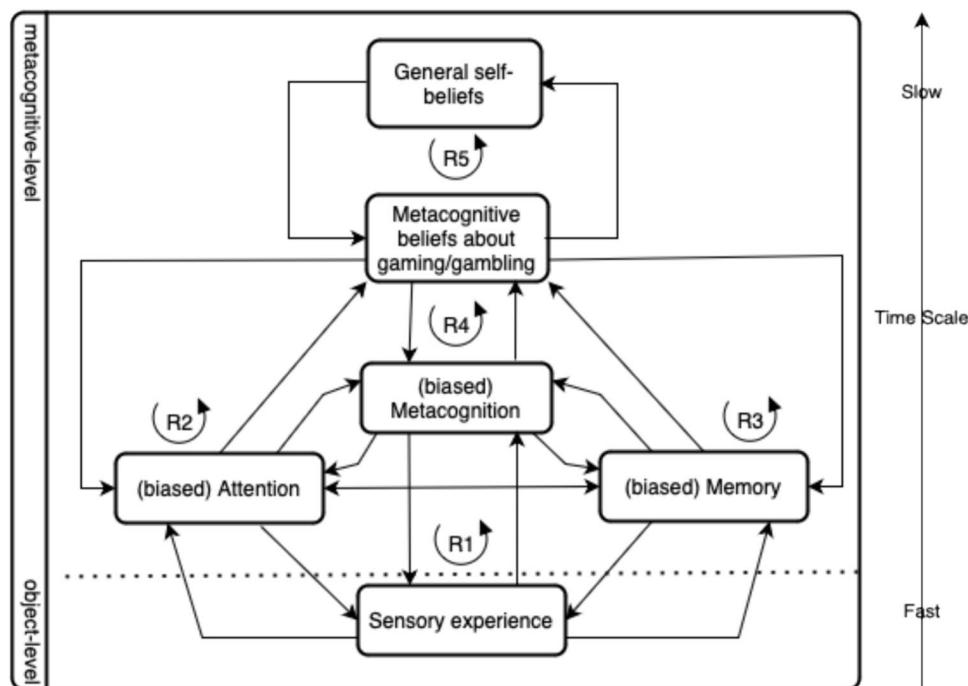 metacognitive-level
General self-
beliefs
Slow
R5
Metacognitive
beliefs about
gaming/gambling
R4
Time Scale
(biased)
Metacognition
R2
R3
(biased) Attention
(biased) Memory
R1
object-level
Sensory experience
Fast